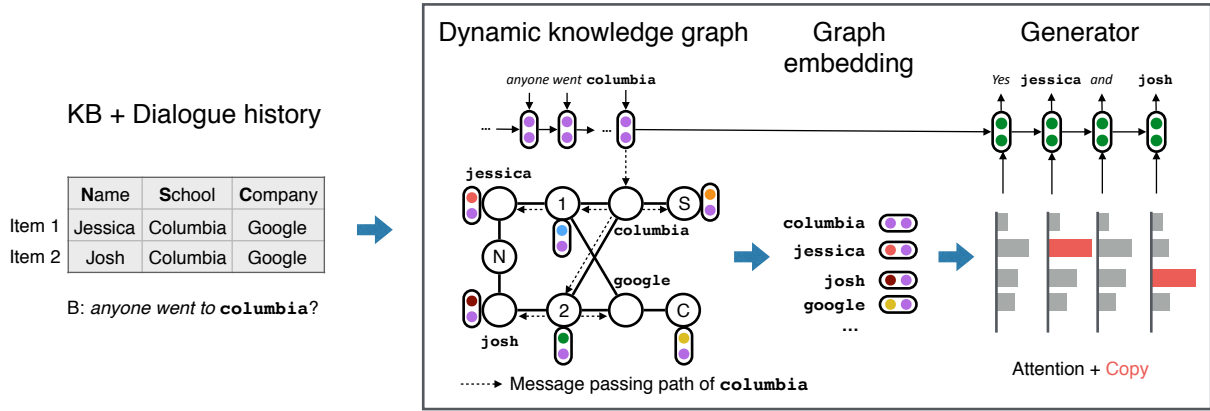 KB + Dialogue history
Name School Company
Item 1 Jessica Columbia Google
Item 2 Josh Columbia Google
B: anyone went to columbia?
Dynamic knowledge graph
anyone went columbia
... ...
jessica
1 S
columbia
N
google
2 C
josh
Message passing path of columbia
Graph
embedding
columbia
jessica
josh
google
...
Generator
Yes jessica and josh
Attention + Copy